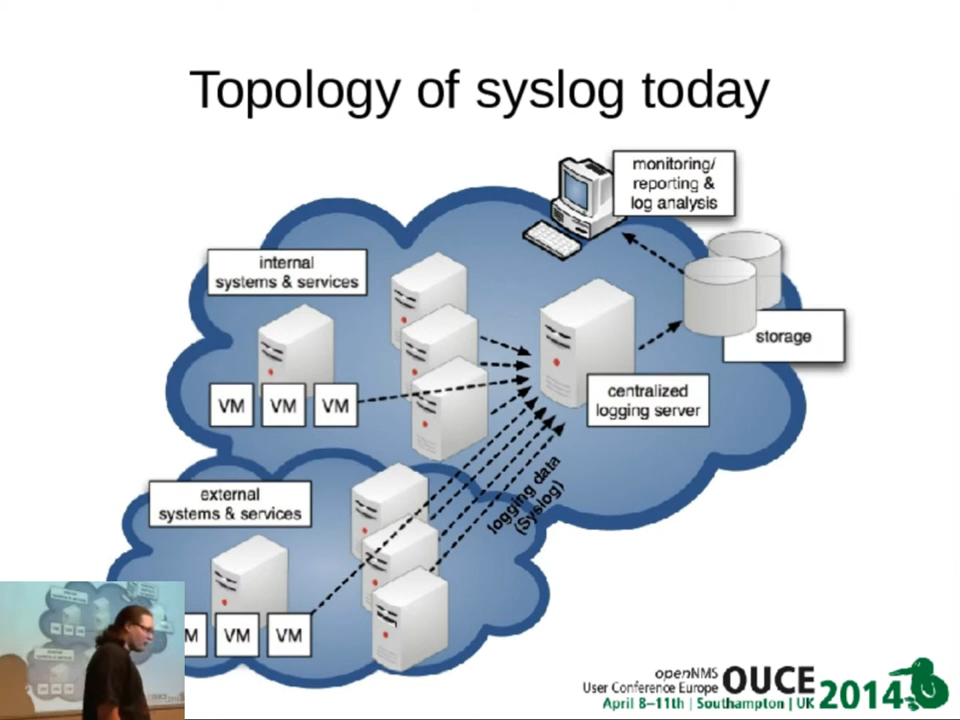 Topology of syslog today
monitoring/
reporting &
log analysis
internal
systems & services
storage
VM
VM
VM
centralized
logging server
logging data
(Syslog)
external
systems & services
M
VM
VM
openNMS
User Conference Europe
OUCE 2014
April 8–11th | Southampton | UK